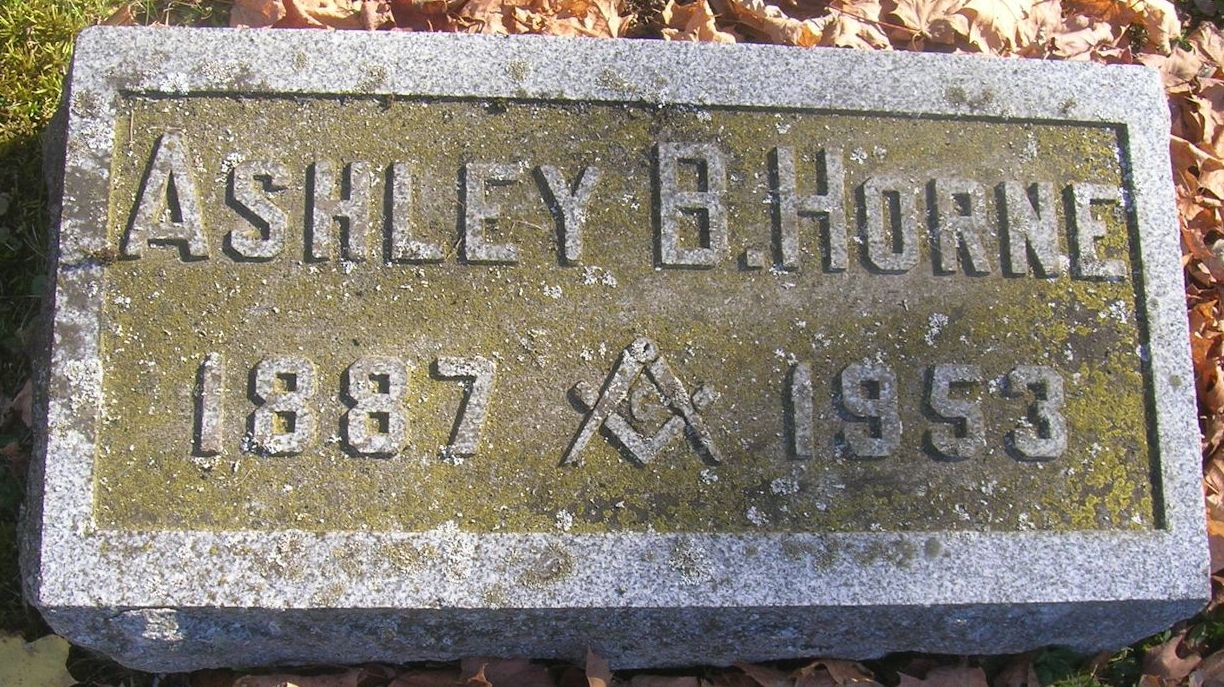 ASHLEY B. HORNE
1887 G 1953